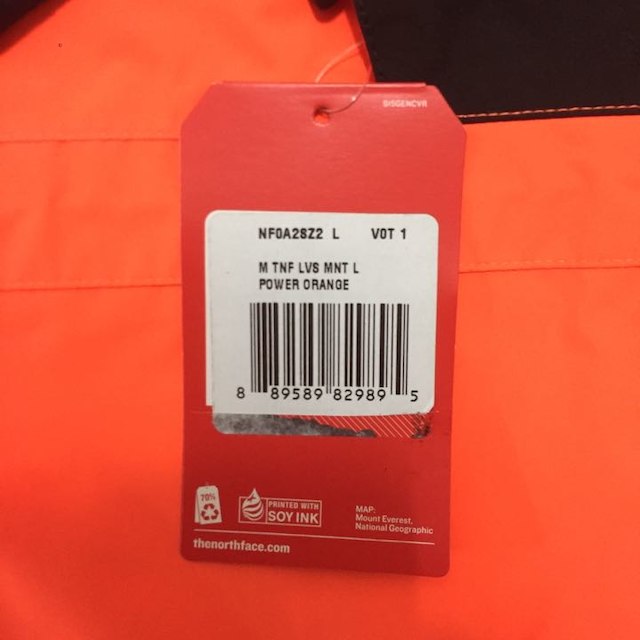 DISGENCVR
NF0A2SZ2 L VOT 1
M TNF LVS MNT L
POWER ORANGE
8 89589 82989 5
70%
PRINTED WITH
SOY INK
MAP:
Mount Everest,
National Geographic
thenorthface.com